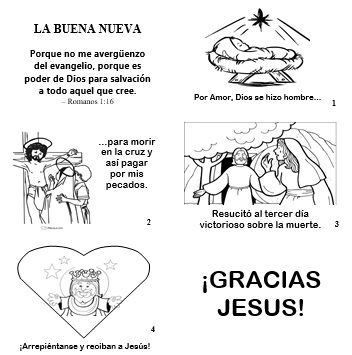 LA BUENA NUEVA
Porque no me avergüenzo
del evangelio, porque es
poder de Dios para salvación
a todo aquel que cree.
– Romanos 1:16
Por Amor, Dios se hizo hombre...
1
...para morir
en la cruz y
así pagar
por mis
pecados.
2
Resucitó al tercer día
victorioso sobre la muerte.
3
4
¡Arrepiéntanse y reciban a Jesús!
¡GRACIAS
JESUS!